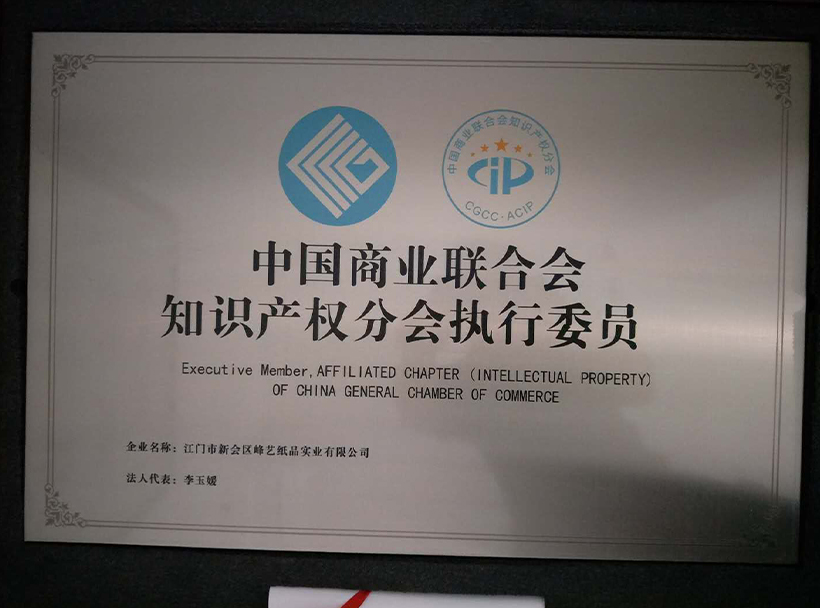 中国商业联合会知识产权分会
CIP
CGCC-ACIP
中国商业联合会
知识产权分会执行委员
Executive Member,AFFILIATED CHAPTER (INTELLECTUAL PROPERTY)
OF CHINA GENERAL CHAMBER OF COMMERCE
企业名称：江门市新会区峰艺纸品实业有限公司
法人代表：李玉媛